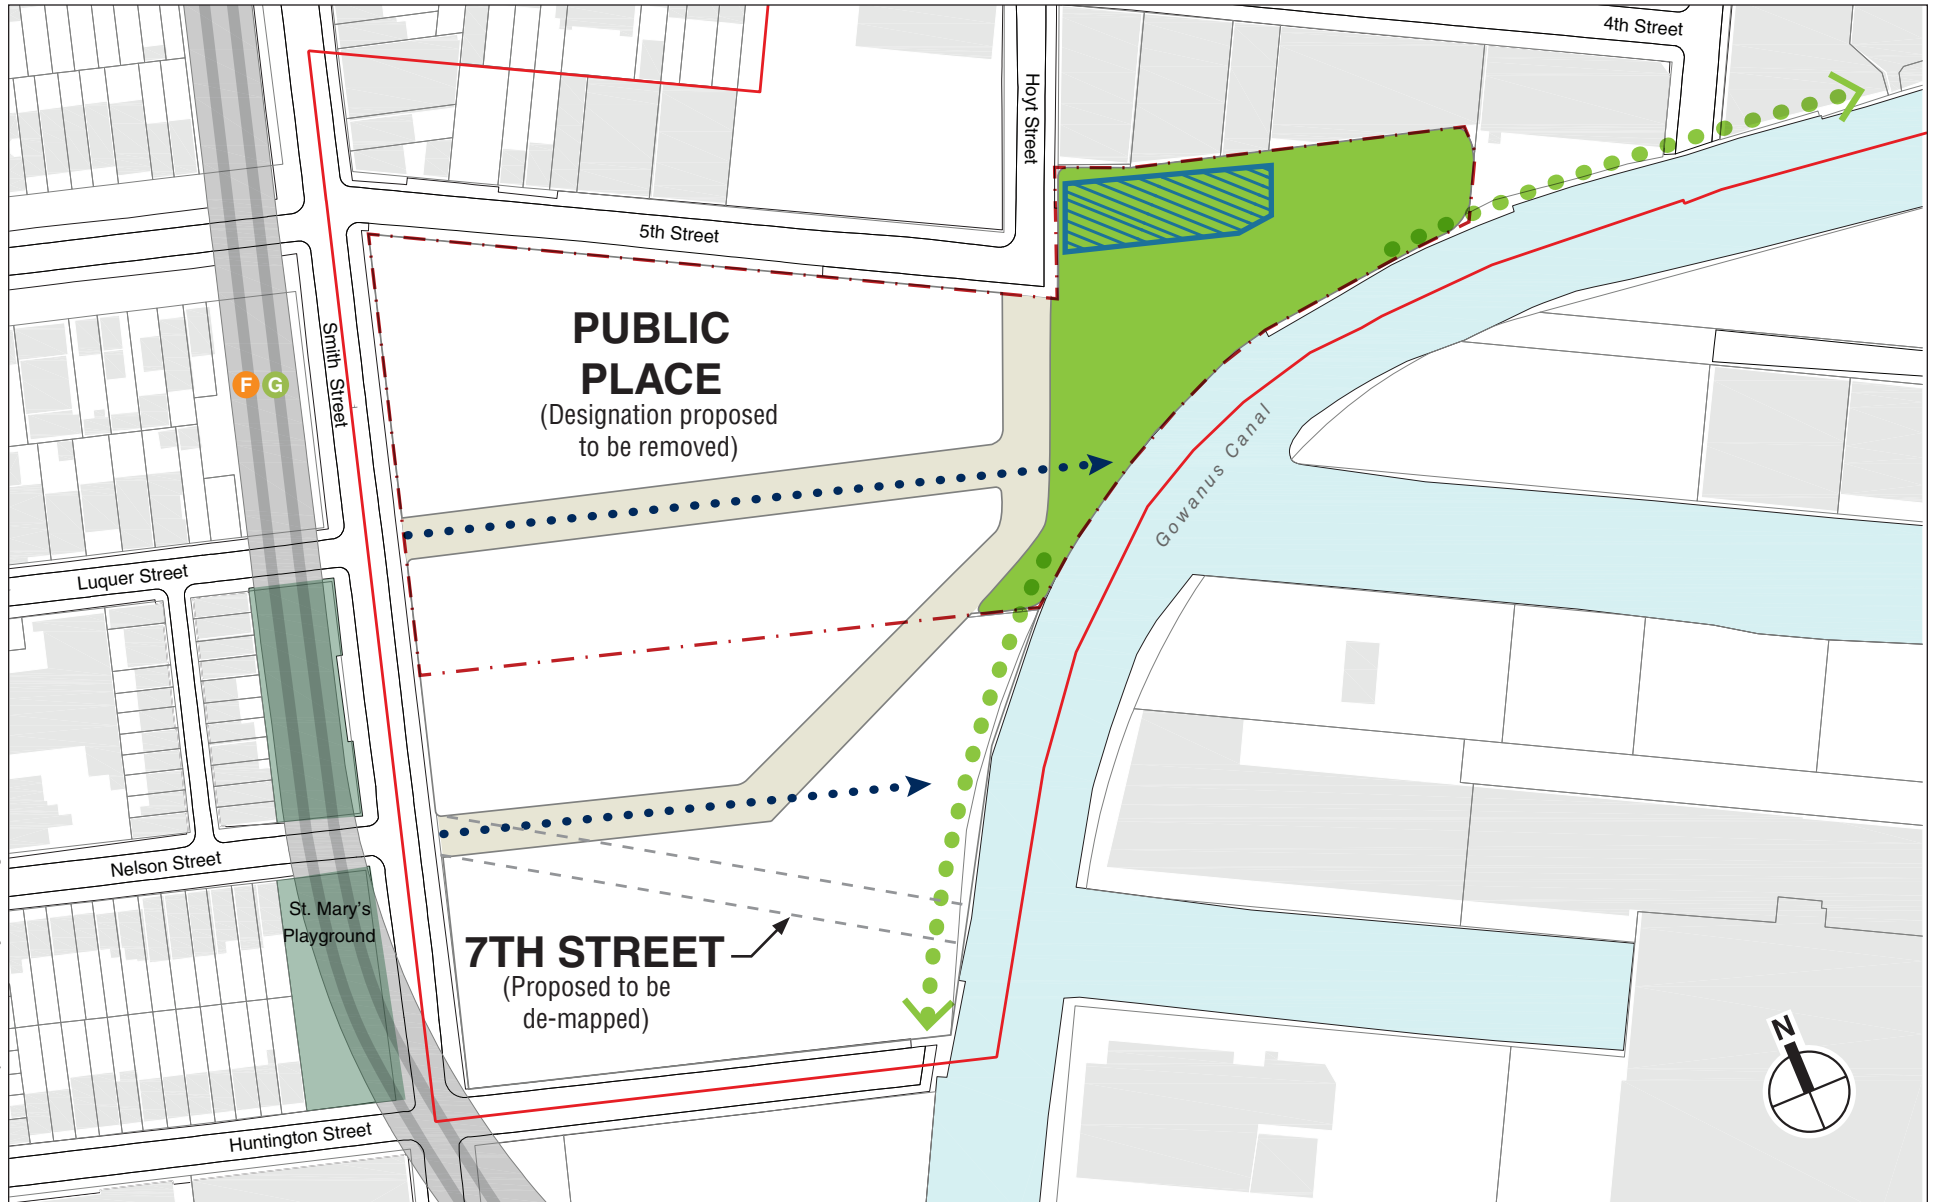 4th Street
Hoyt Street
5th Street
PUBLIC
PLACE
(Designation proposed
to be removed)
Smith Street
F G
Gowanus Canal
Luquer Street
Nelson Street
St. Mary's
Playground
7TH STREET
(Proposed to be
de-mapped)
N
Huntington Street